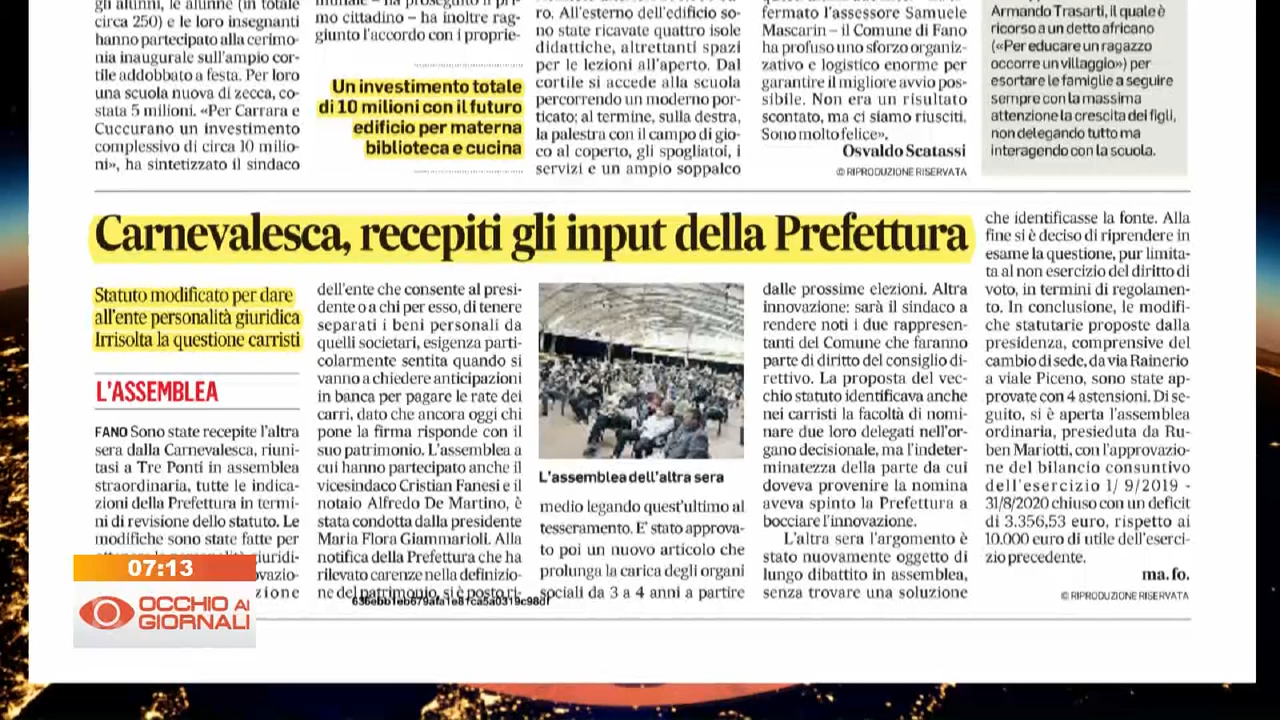 gli alunni, le alunne (in totale
circa 250) e le loro insegnanti
hanno partecipato alla cerimo-
nia inaugurale sull'ampio cor-
tile addobbato a festa. Per loro
una scuola nuova di zecca, co-
stata 5 milioni. «Per Carrara e
Cuccurano un investimento
complessivo di circa 10 milio-
ni», ha sintetizzato il sindaco
mo cittadino – ha inoltre rag-
giunto l'accordo con i proprie-
Un investimento totale
di 10 milioni con il futuro
edificio per materna
biblioteca e cucina
ro. All'esterno dell'edificio so-
no state ricavate quattro isole
didattiche, altrettanti spazi
per le lezioni all'aperto. Dal
cortile si accede alla scuola
percorrendo un moderno por-
ticato; al termine, sulla destra,
la palestra con il campo di gio-
co al coperto, gli spogliatoi, i
servizi e un ampio soppalco
fermato l'assessore Samuele
Mascarin – il Comune di Fano
ha profuso uno sforzo organiz-
zativo e logistico enorme per
garantire il migliore avvio pos-
sibile. Non era un risultato
scontato, ma ci siamo riusciti.
Sono molto felice».
Osvaldo Scatassi
© RIPRODUZIONE RISERVATA
Armando Trasarti, il quale è
ricorso a un detto africano
(«Per educare un ragazzo
occorre un villaggio») per
esortare le famiglie a seguire
sempre con la massima
attenzione la crescita dei figli,
non delegando tutto ma
interagendo con la scuola.
Carnevalesca, recepiti gli input della Prefettura
Statuto modificato per dare
all'ente personalità giuridica
Irrisolta la questione carristi
L'ASSEMBLEA
FANO Sono state recepite l'altra
sera dalla Carnevalesca, riuni-
tasi a Tre Ponti in assemblea
straordinaria, tutte le indica-
zioni della Prefettura in termi-
ni di revisione dello statuto. Le
modifiche sono state fatte per
dell'ente che consente al presi-
dente o a chi per esso, di tenere
separati i beni personali da
quelli societari, esigenza parti-
colarmente sentita quando si
vanno a chiedere anticipazioni
in banca per pagare le rate dei
carri, dato che ancora oggi chi
pone la firma risponde con il
suo patrimonio. L'assemblea a
cui hanno partecipato anche il
vicesindaco Cristian Fanesi e il
notaio Alfredo De Martino, è
stata condotta dalla presidente
Maria Flora Giammarioli. Alla
notifica della Prefettura che ha
rilevato carenze nella definizio-
ne del patrimonio, si è posto ri-
L'assemblea dell'altra sera
medio legando quest'ultimo al
tesseramento. E' stato approva-
to poi un nuovo articolo che
prolunga la carica degli organi
sociali da 3 a 4 anni a partire
dalle prossime elezioni. Altra
innovazione: sarà il sindaco a
rendere noti i due rappresen-
tanti del Comune che faranno
parte di diritto del consiglio di-
rettivo. La proposta del vec-
chio statuto identificava anche
nei carristi la facoltà di nomi-
nare due loro delegati nell'or-
gano decisionale, ma l'indeter-
minatezza della parte da cui
doveva provenire la nomina
aveva spinto la Prefettura a
bocciare l'innovazione.
L'altra sera l'argomento è
stato nuovamente oggetto di
lungo dibattito in assemblea,
senza trovare una soluzione
che identificasse la fonte. Alla
fine si è deciso di riprendere in
esame la questione, pur limita-
ta al non esercizio del diritto di
voto, in termini di regolamen-
to. In conclusione, le modifi-
che statutarie proposte dalla
presidenza, comprensive del
cambio di sede, da via Rainerio
a viale Piceno, sono state ap-
provate con 4 astensioni. Di se-
guito, si è aperta l'assemblea
ordinaria, presieduta da Ru-
ben Mariotti, con l'approvazio-
ne del bilancio consuntivo
dell'esercizio 1/ 9/2019 -
31/8/2020 chiuso con un deficit
di 3.356,53 euro, rispetto ai
10.000 euro di utile dell'eserci-
zio precedente.
ma. fo.
© RIPRODUZIONE RISERVATA
07:13
OCCHIO AI
GIORNALI